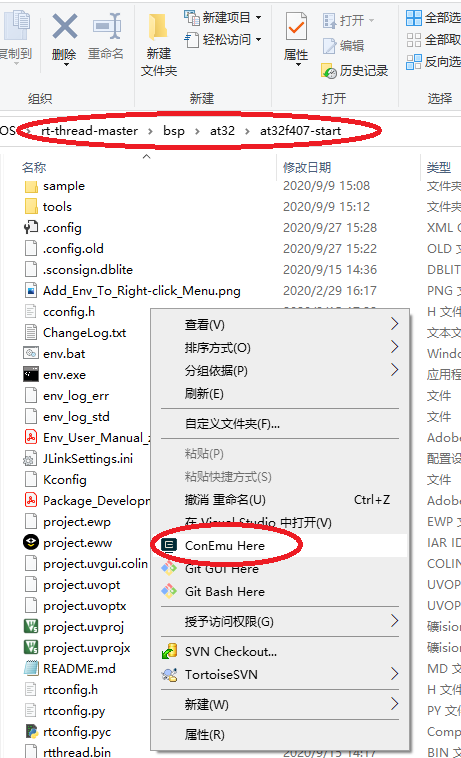 新建项目
轻松访问
打开
编辑
历史记录
全部选
全部取
反向选
复制到
删除
重命名
新建
文件夹
属性
组织
新建
打开
选择
OS
rt-thread-master
bsp
at32
at32f407-start
名称
修改日期
类型
sample
2020/9/9 15:08
文件夹
tools
2020/9/9 15:12
文件夹
.config
2020/9/27 15:28
XML C
.config.old
2020/9/27 15:22
OLD 文
.sconsign.dblite
2020/9/15 14:36
DBLIT
Add_Env_To_Right-click_Menu.png
2020/2/29 16:17
PNG 文
cconfig.h
H 文件
ChangeLog.txt
文本文
env.bat
Windo
env.exe
应用程
env_log_err
文件
env_log_std
文件
Env_User_Manual_z
Adobe
JLinkSettings.ini
配置设
Kconfig
文件
Package_Developm
Adobe
project.ewp
EWP 文
project.eww
IAR ID
project.uvgui.colin
COLIN
project.uvopt
UVOP
project.uvoptx
UVOP
project.uvproj
礦ision
project.uvprojx
礦ision
README.md
MD 文
rtconfig.h
H 文件
rtconfig.py
PY 文件
rtconfig.pyc
Comp
rtthread.bin
2020/9/15 14:36
BIN 文
查看(V)
排序方式(O)
分组依据(P)
刷新(E)
自定义文件夹(F)...
粘贴(P)
粘贴快捷方式(S)
撤消 重命名(U) Ctrl+Z
在 Visual Studio 中打开(V)
ConEmu Here
Git GUI Here
Git Bash Here
授予访问权限(G)
SVN Checkout...
TortoiseSVN
新建(W)
属性(R)